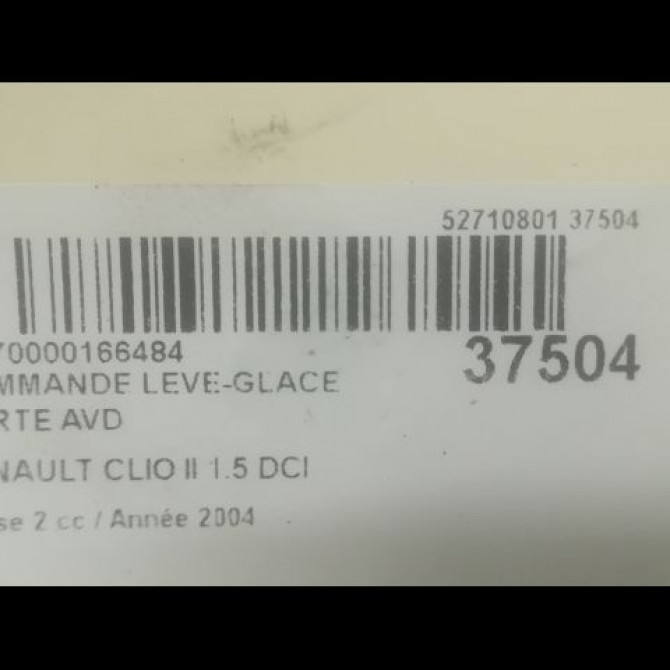 52710801 37504
70000166484
37504
MMANDE LEVE-GLACE
RTE AVD
NAULT CLIO II 1.5 DCI
se 2 cc / Année 2004